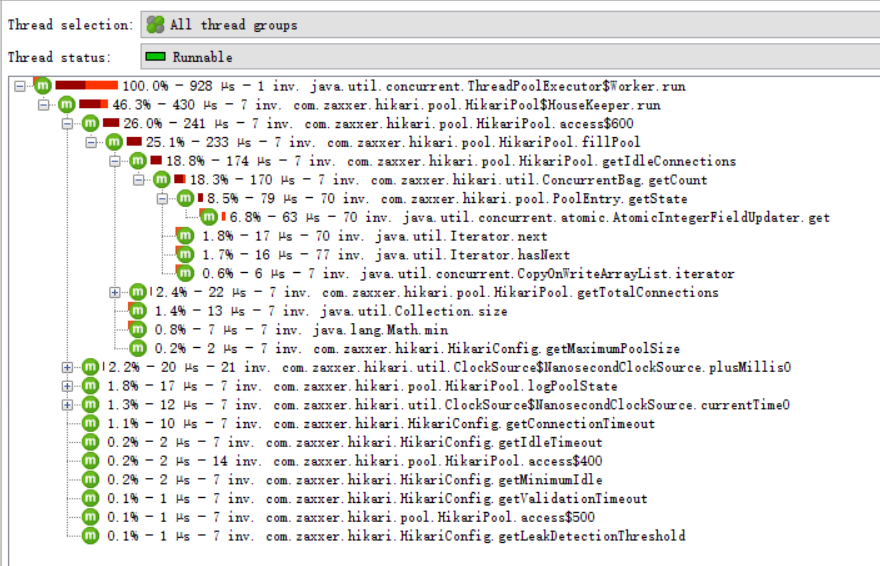 Thread selection: All thread groups
Thread status: Runnable
m 100.0% - 928 µs - 1 inv. java.util.concurrent.ThreadPoolExecutor$Worker.run
m 46.3% - 430 µs - 7 inv. com.zaxxer.hikari.pool.HikariPool$HouseKeeper.run
m 26.0% - 241 µs - 7 inv. com.zaxxer.hikari.pool.HikariPool.access$600
m 25.1% - 233 µs - 7 inv. com.zaxxer.hikari.pool.HikariPool.fillPool
m 18.8% - 174 µs - 7 inv. com.zaxxer.hikari.pool.HikariPool.getIdleConnections
m 18.3% - 170 µs - 7 inv. com.zaxxer.hikari.util.ConcurrentBag.getCount
m 8.5% - 79 µs - 70 inv. com.zaxxer.hikari.pool.PoolEntry.getState
m 6.8% - 63 µs - 70 inv. java.util.concurrent.atomic.AtomicIntegerFieldUpdater.get
m 1.8% - 17 µs - 70 inv. java.util.Iterator.next
m 1.7% - 16 µs - 77 inv. java.util.Iterator.hasNext
m 0.6% - 6 µs - 7 inv. java.util.concurrent.CopyOnWriteArrayList.iterator
m 2.4% - 22 µs - 7 inv. com.zaxxer.hikari.pool.HikariPool.getTotalConnections
m 1.4% - 13 µs - 7 inv. java.util.Collection.size
m 0.8% - 7 µs - 7 inv. java.lang.Math.min
m 0.2% - 2 µs - 7 inv. com.zaxxer.hikari.HikariConfig.getMaximumPoolSize
m 2.2% - 20 µs - 21 inv. com.zaxxer.hikari.util.ClockSource$NanosecondClockSource.plusMillis0
m 1.8% - 17 µs - 7 inv. com.zaxxer.hikari.pool.HikariPool.logPoolState
m 1.3% - 12 µs - 7 inv. com.zaxxer.hikari.util.ClockSource$NanosecondClockSource.currentTime0
m 1.1% - 10 µs - 7 inv. com.zaxxer.hikari.HikariConfig.getConnectionTimeout
m 0.2% - 2 µs - 7 inv. com.zaxxer.hikari.HikariConfig.getIdleTimeout
m 0.2% - 2 µs - 14 inv. com.zaxxer.hikari.pool.HikariPool.access$400
m 0.2% - 2 µs - 7 inv. com.zaxxer.hikari.HikariConfig.getMinimumIdle
m 0.1% - 1 µs - 7 inv. com.zaxxer.hikari.HikariConfig.getValidationTimeout
m 0.1% - 1 µs - 7 inv. com.zaxxer.hikari.pool.HikariPool.access$500
m 0.1% - 1 µs - 7 inv. com.zaxxer.hikari.HikariConfig.getLeakDetectionThreshold